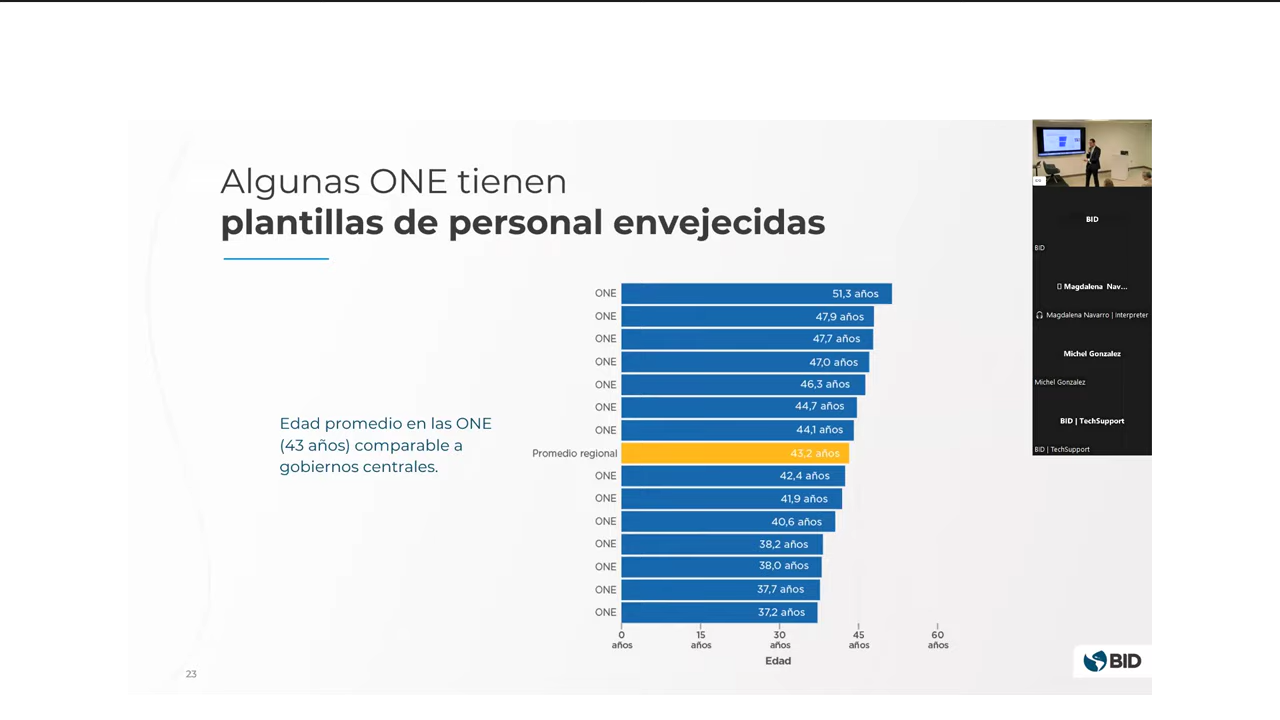 Algunas ONE tienen
plantillas de personal envejecidas
Edad promedio en las ONE
(43 años) comparable a
gobiernos centrales.
ONE 51,3 años
ONE 47,9 años
ONE 47,7 años
ONE 47,0 años
ONE 46,3 años
ONE 44,7 años
ONE 44,1 años
Promedio regional 43,2 años
ONE 42,4 años
ONE 41,9 años
ONE 40,6 años
ONE 38,2 años
ONE 38,0 años
ONE 37,7 años
ONE 37,2 años
0 15 30 45 60
años años años años años
Edad
23
BID
BID
BID
Magdalena Nav...
Magdalena Navarro | Interpreter
Michel Gonzalez
Michel Gonzalez
BID | TechSupport
BID | TechSupport